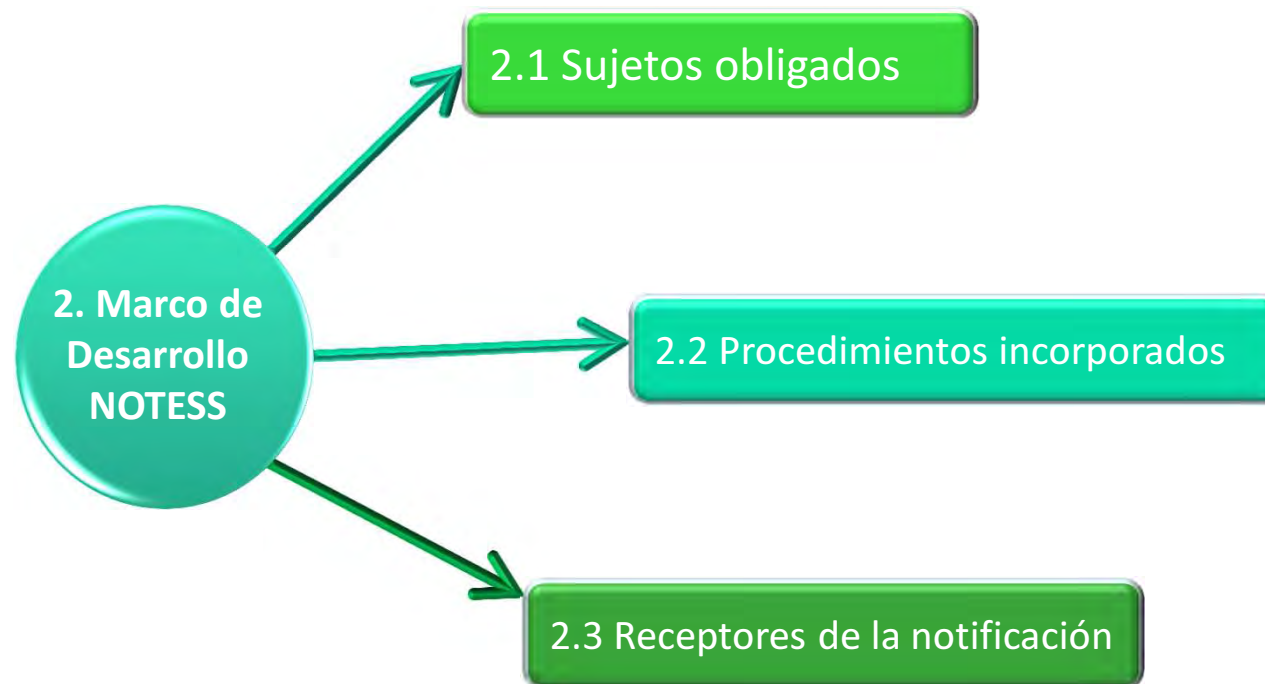 2.1 Sujetos obligados
2. Marco de
Desarrollo
NOTESS
2.2 Procedimientos incorporados
2.3 Receptores de la notificación